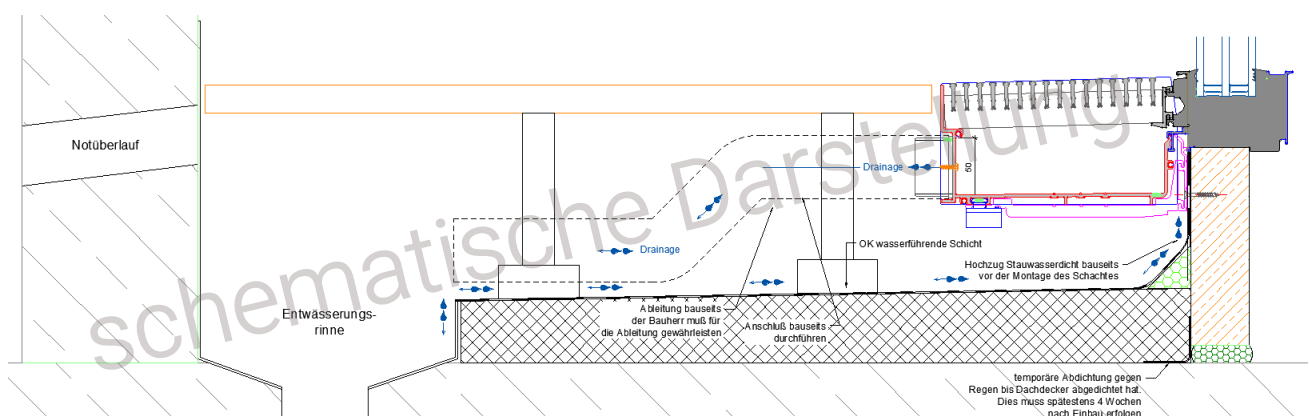 schematische Darstellung
Notüberlauf
Drainage
60
Drainage
OK wasserführende Schicht
Hochzug Stauwasserdicht bauseits
vor der Montage des Schachtes
Entwässerungs-
rinne
Ableitung bauseits
der Bauherr muß für
die Ableitung gewährleisten
Anschluß bauseits
durchführen
temporäre Abdichtung gegen
Regen bis Dachdecker abgedichtet hat.
Dies muss spätestens 4 Wochen
nach Einbau erfolgen